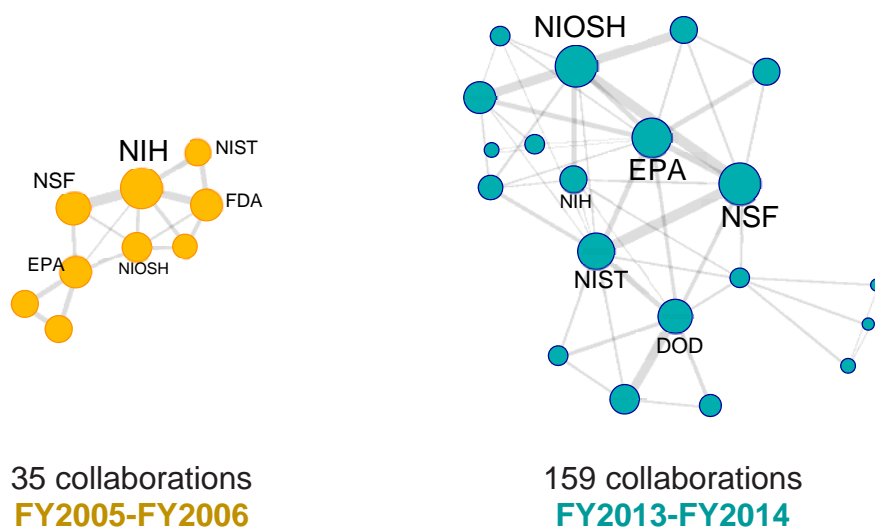 NIH
NIST
NSF
FDA
EPA
NIOSH
35 collaborations
FY2005-FY2006
NIOSH
EPA
NIH
NSF
NIST
DOD
159 collaborations
FY2013-FY2014